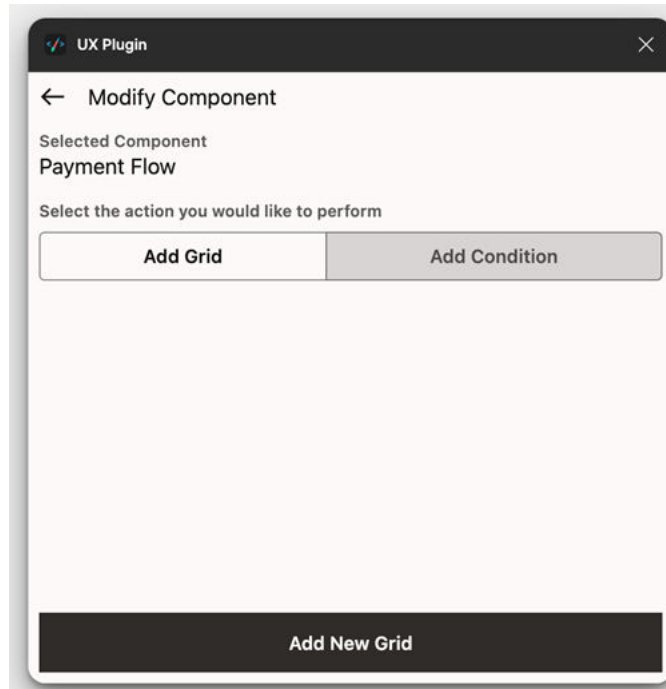 UX Plugin
Modify Component
Selected Component
Payment Flow
Select the action you would like to perform
Add Grid
Add Condition
Add New Grid